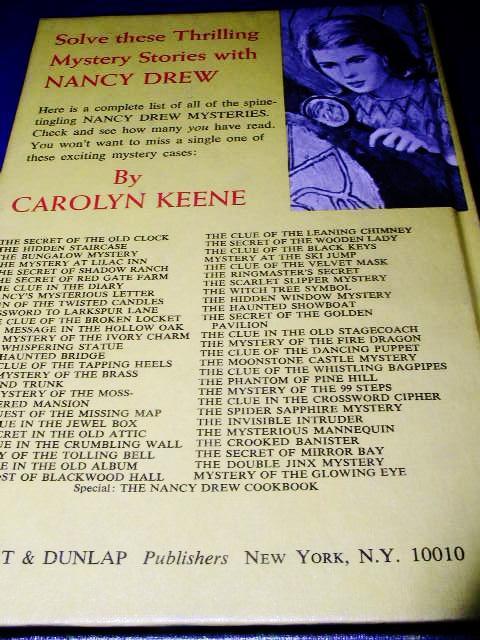 Solve these Thrilling
Mystery Stories with
NANCY DREW
Here is a complete list of all of the spine-
tingling NANCY DREW MYSTERIES.
Check and see how many you have read.
You won't want to miss a single one of
these exciting mystery cases:
By
CAROLYN KEENE
THE SECRET OF THE OLD CLOCK
THE HIDDEN STAIRCASE
THE BUNGALOW MYSTERY
THE MYSTERY AT LILAC INN
THE SECRET OF SHADOW RANCH
THE SECRET OF RED GATE FARM
THE CLUE IN THE DIARY
NCY'S MYSTERIOUS LETTER
N OF THE TWISTED CANDLES
SSWORD TO LARKSPUR LANE
CLUE OF THE BROKEN LOCKET
MESSAGE IN THE HOLLOW OAK
MYSTERY OF THE IVORY CHARM
WHISPERING STATUE
HAUNTED BRIDGE
CLUE OF THE TAPPING HEELS
MYSTERY OF THE BRASS
ND TRUNK
YSTERY OF THE MOSS-
ERED MANSION
UEST OF THE MISSING MAP
UE IN THE JEWEL BOX
CRET IN THE OLD ATTIC
UE IN THE CRUMBLING WALL
Y OF THE TOLLING BELL
E IN THE OLD ALBUM
ST OF BLACKWOOD HALL
THE CLUE OF THE LEANING CHIMNEY
THE SECRET OF THE WOODEN LADY
THE CLUE OF THE BLACK KEYS
MYSTERY AT THE SKI JUMP
THE CLUE OF THE VELVET MASK
THE RINGMASTER'S SECRET
THE SCARLET SLIPPER MYSTERY
THE WITCH TREE SYMBOL
THE HIDDEN WINDOW MYSTERY
THE HAUNTED SHOWBOAT
THE SECRET OF THE GOLDEN
PAVILION
THE CLUE IN THE OLD STAGECOACH
THE MYSTERY OF THE FIRE DRAGON
THE CLUE OF THE DANCING PUPPET
THE MOONSTONE CASTLE MYSTERY
THE CLUE OF THE WHISTLING BAGPIPES
THE PHANTOM OF PINE HILL
THE MYSTERY OF THE 99 STEPS
THE CLUE IN THE CROSSWORD CIPHER
THE SPIDER SAPPHIRE MYSTERY
THE INVISIBLE INTRUDER
THE MYSTERIOUS MANNEQUIN
THE CROOKED BANISTER
THE SECRET OF MIRROR BAY
THE DOUBLE JINX MYSTERY
MYSTERY OF THE GLOWING EYE
Special: THE NANCY DREW COOKBOOK
T & DUNLAP Publishers NEW YORK, N.Y. 10010